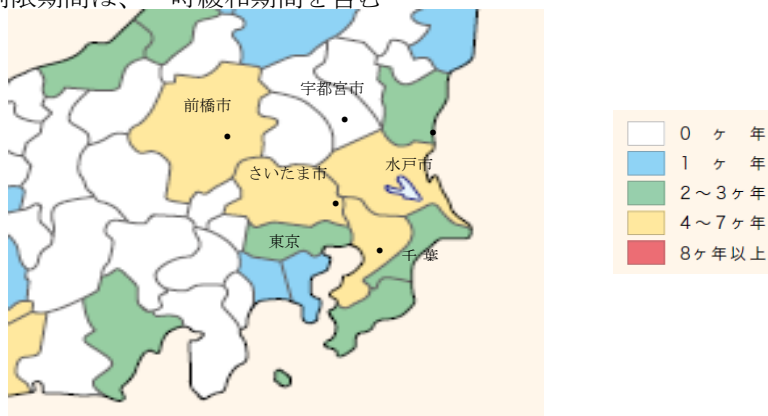 制限期間は、一時緩和期間を含む
宇都宮市
前橋市
水戸市
さいたま市
東京
千葉
0 ヶ 年
1 ヶ 年
2～3ヶ年
4～7ヶ年
8ヶ年以上